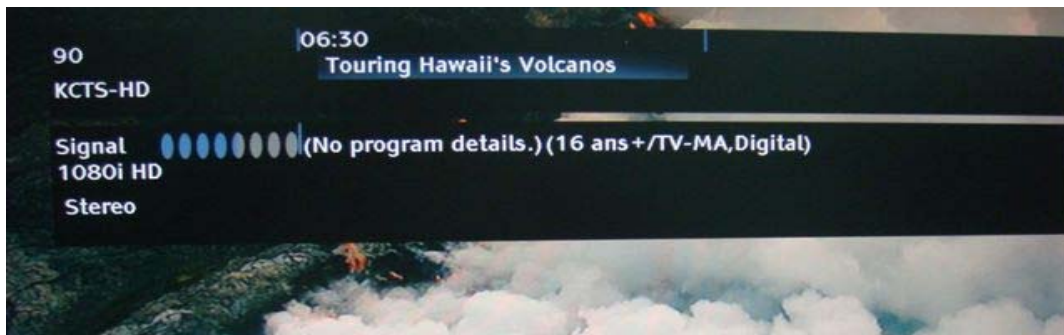 06:30
90
Touring Hawaii's Volcanos
KCTS-HD
Signal (No program details.) (16 ans+/TV-MA,Digital)
1080i HD
Stereo